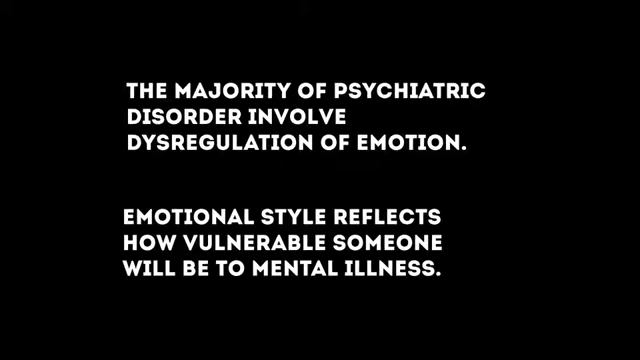 THE MAJORITY OF PSYCHIATRIC
DISORDER INVOLVE
DYSREGULATION OF EMOTION.
EMOTIONAL STYLE REFLECTS
HOW VULNERABLE SOMEONE
WILL BE TO MENTAL ILLNESS.